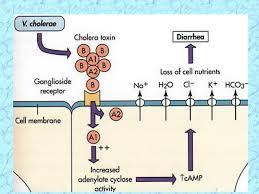 V. cholerae
Cholera toxin
B
B A1 B
A2
B B
Ganglioside
receptor
Cell membrane
A2
A1
++
Increased
adenylate cyclase
activity
↑cAMP
Diarrhea
Loss of cell nutrients
Na+ H2O Cl− K+ HCO3−